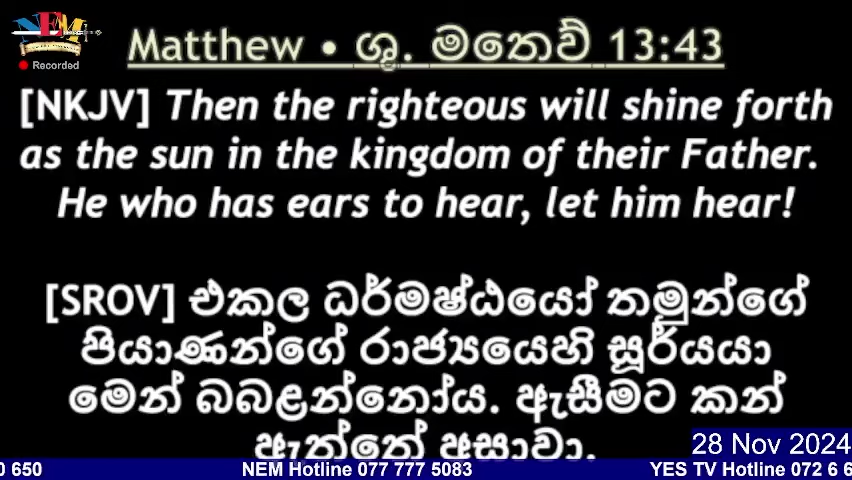 NEM
Recorded
Matthew • ශු. මතෙව් 13:43
[NKJV] Then the righteous will shine forth
as the sun in the kingdom of their Father.
He who has ears to hear, let him hear!
[SROV] එකල ධර්මෂ්ඨයෝ තමුන්ගේ
පියාණන්ගේ රාජ්‍යයෙහි සූර්යයා
මෙන් බබළන්නෝය. ඇසීමට කන්
ඇත්තේ අසාවා.
28 Nov 2024
0 650 NEM Hotline 077 777 5083 YES TV Hotline 072 6 6